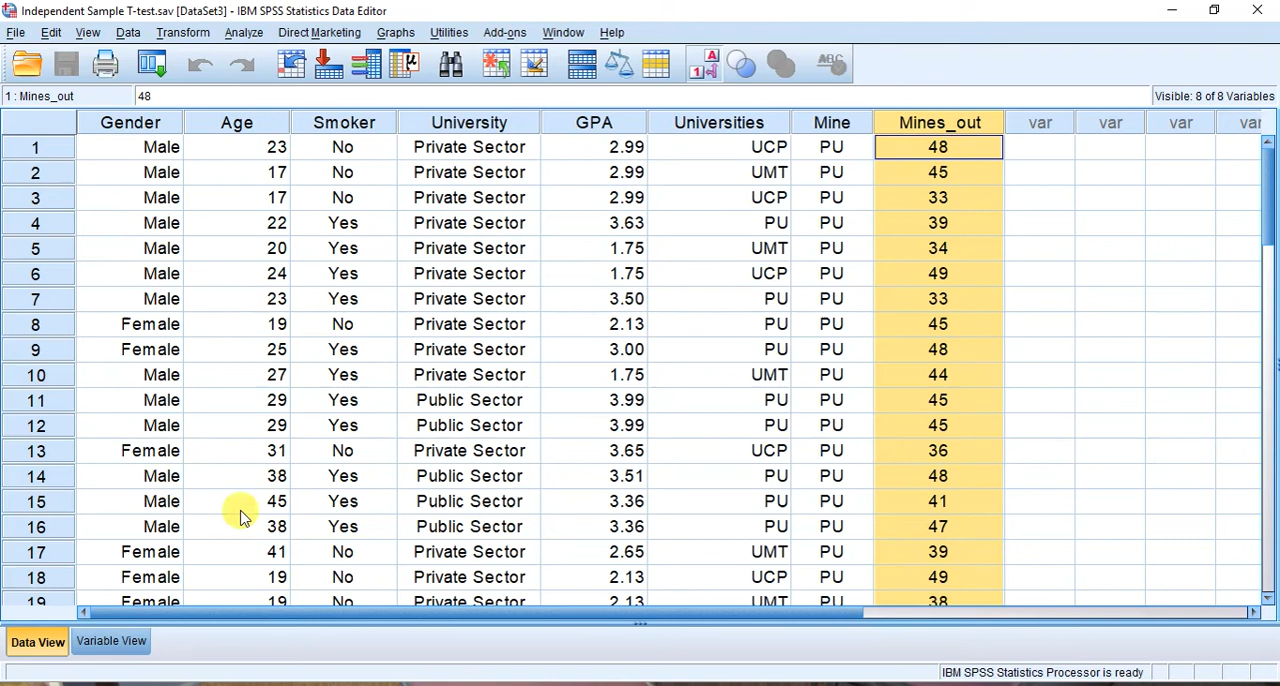 Independent Sample T-test.sav [DataSet3] - IBM SPSS Statistics Data Editor
File Edit View Data Transform Analyze Direct Marketing Graphs Utilities Add-ons Window Help
1 : Mines_out 48 Visible: 8 of 8 Variables
Gender Age Smoker University GPA Universities Mine Mines_out var var var var
1 Male 23 No Private Sector 2.99 UCP PU 48
2 Male 17 No Private Sector 2.99 UMT PU 45
3 Male 17 No Private Sector 2.99 UCP PU 33
4 Male 22 Yes Private Sector 3.63 PU PU 39
5 Male 20 Yes Private Sector 1.75 UMT PU 34
6 Male 24 Yes Private Sector 1.75 UCP PU 49
7 Male 23 Yes Private Sector 3.50 PU PU 33
8 Female 19 No Private Sector 2.13 PU PU 45
9 Female 25 Yes Private Sector 3.00 PU PU 48
10 Male 27 Yes Private Sector 1.75 UMT PU 44
11 Male 29 Yes Public Sector 3.99 PU PU 45
12 Male 29 Yes Public Sector 3.99 PU PU 45
13 Female 31 No Private Sector 3.65 UCP PU 36
14 Male 38 Yes Public Sector 3.51 PU PU 48
15 Male 45 Yes Public Sector 3.36 PU PU 41
16 Male 38 Yes Public Sector 3.36 PU PU 47
17 Female 41 No Private Sector 2.65 UMT PU 39
18 Female 19 No Private Sector 2.13 UCP PU 49
19 Female 19 No Private Sector 2.13 UMT PU 38
Data View Variable View
IBM SPSS Statistics Processor is ready